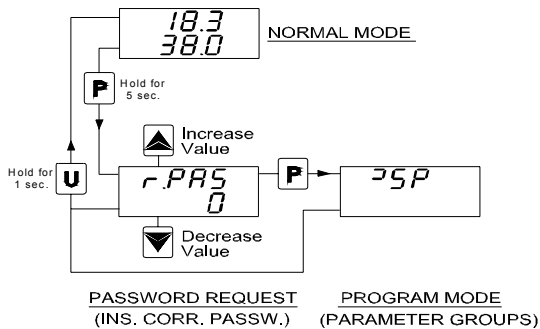 18.3
38.0
NORMAL MODE
P
Hold for
5 sec.
Increase
Value
Hold for
1 sec.
U
r.PAS
0
P
⊐SP
Decrease
Value
PASSWORD REQUEST
(INS. CORR. PASSW.)
PROGRAM MODE
(PARAMETER GROUPS)